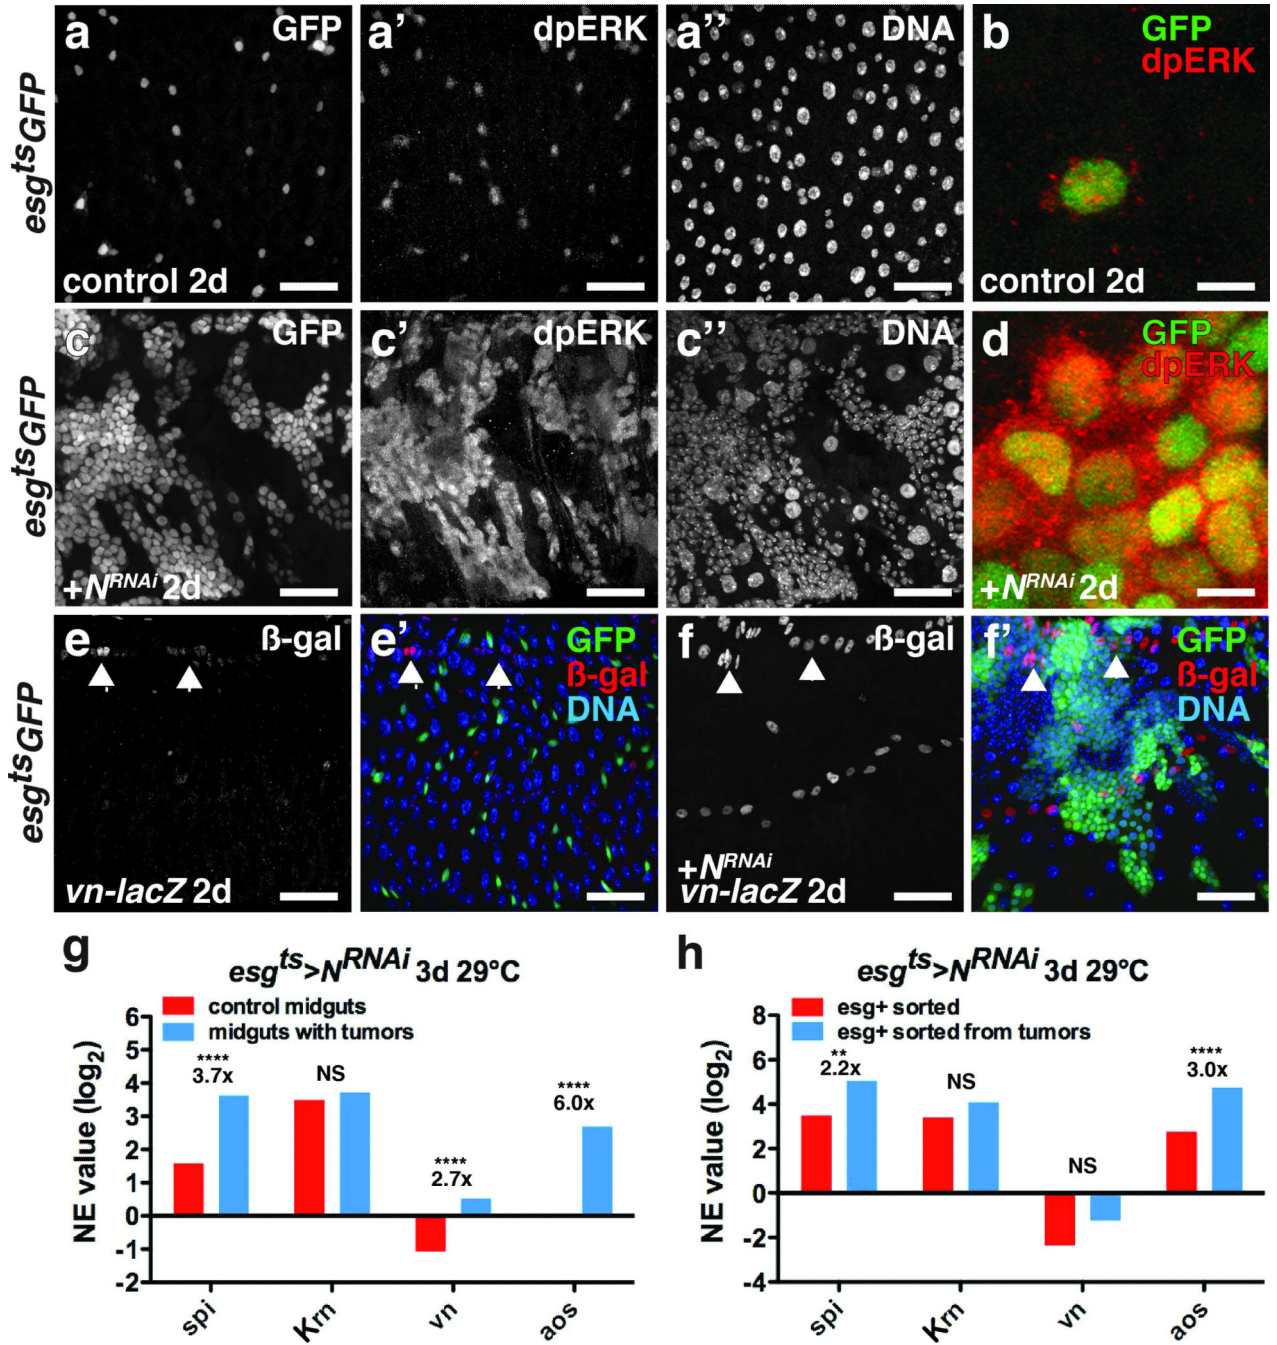 a GFP
a’ dpERK
a’’ DNA
b GFP
dpERK
esgtsGFP
control 2d
control 2d
c GFP
c’ dpERK
c’’ DNA
d GFP
dpERK
esgtsGFP
+NRNAi 2d
+NRNAi 2d
e ß-gal
e’ GFP
ß-gal
DNA
f ß-gal
f’ GFP
ß-gal
DNA
esgtsGFP
vn-lacZ 2d
+NRNAi
vn-lacZ 2d
g
esgts>NRNAi 3d 29°C
control midguts
midguts with tumors
NE value (log2)
6
5
4
3
2
1
0
-1
-2
****
3.7x
NS
****
2.7x
****
6.0x
spi
Krn
vn
aos
h
esgts>NRNAi 3d 29°C
esg+ sorted
esg+ sorted from tumors
NE value (log2)
8
6
4
2
0
-2
-4
**
2.2x
NS
NS
****
3.0x
spi
Krn
vn
aos